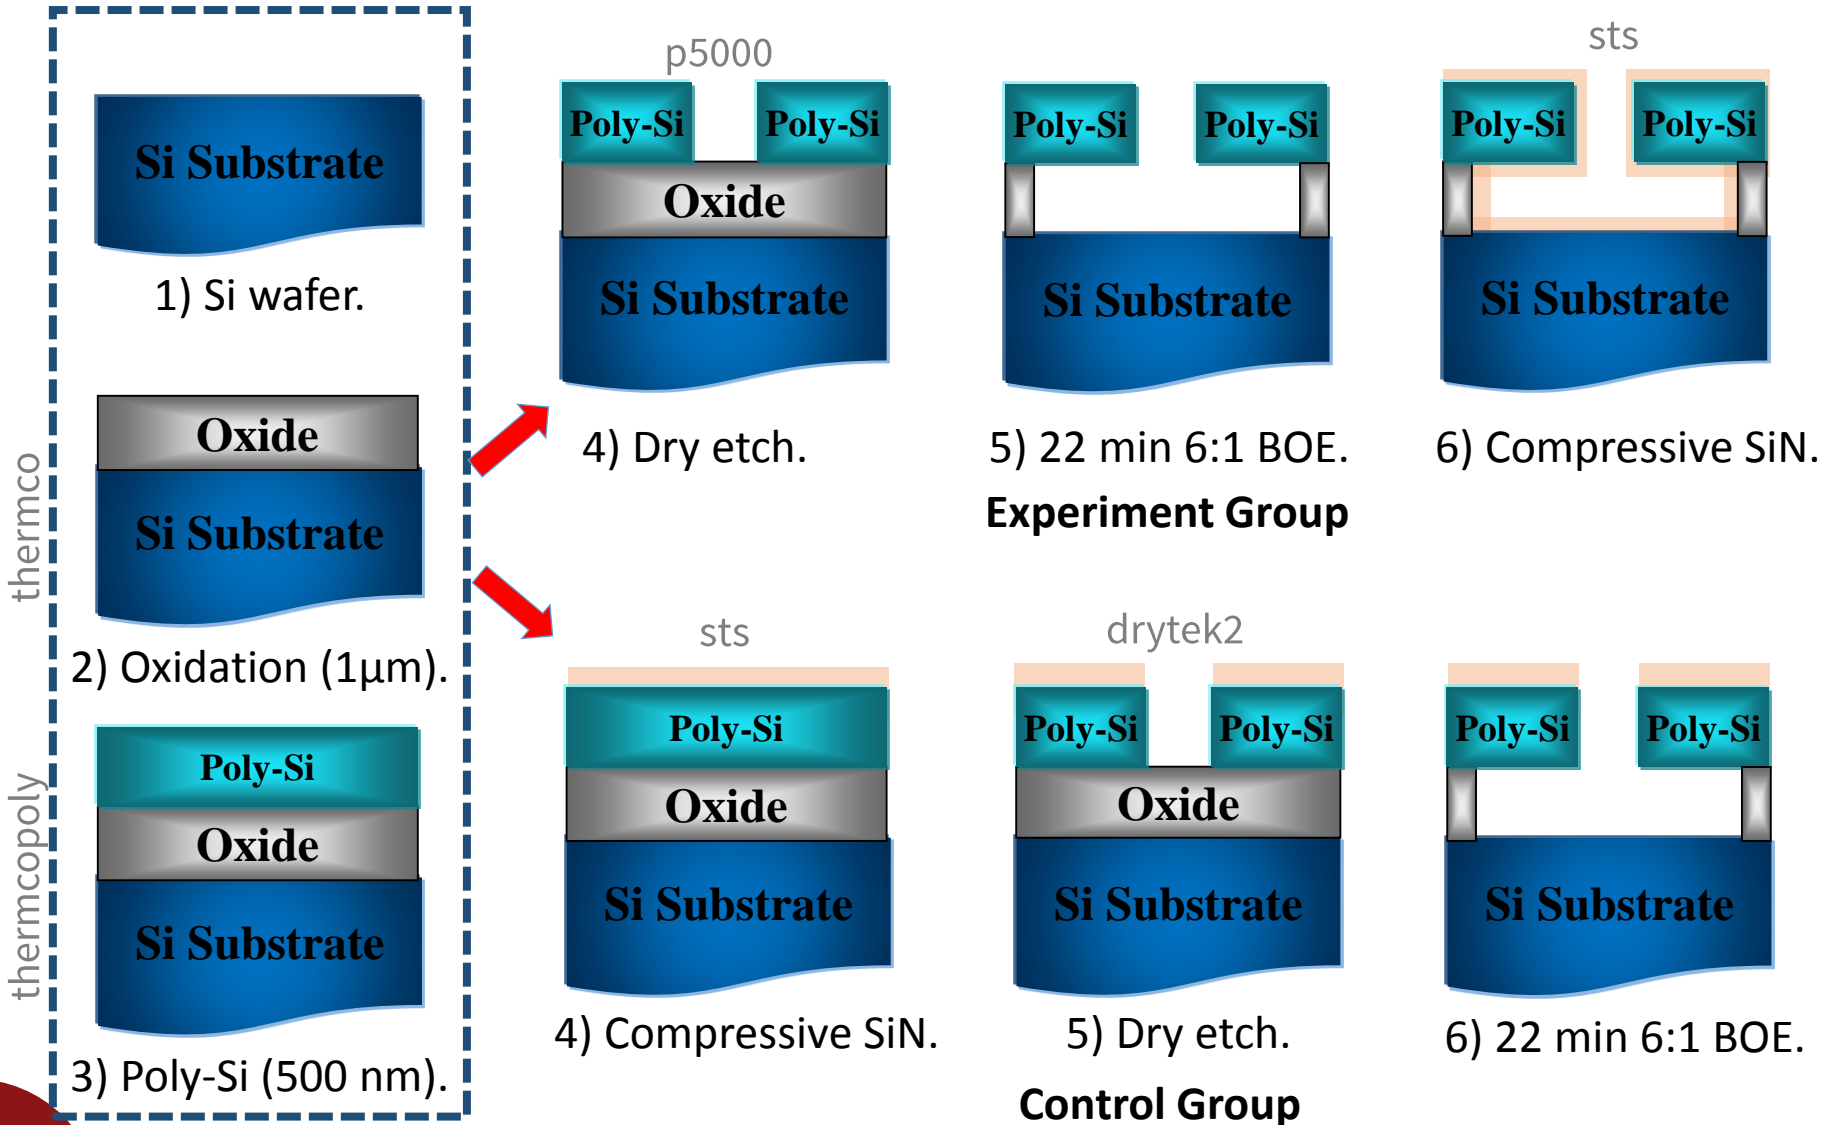 Si Substrate
1) Si wafer.
thermco
Oxide
Si Substrate
2) Oxidation (1µm).
thermcopoly
Poly-Si
Oxide
Si Substrate
3) Poly-Si (500 nm).
p5000
Poly-Si Poly-Si
Oxide
Si Substrate
4) Dry etch.
Poly-Si Poly-Si
Si Substrate
5) 22 min 6:1 BOE.
sts
Poly-Si Poly-Si
Si Substrate
6) Compressive SiN.
Experiment Group
sts
Poly-Si
Oxide
Si Substrate
4) Compressive SiN.
drytek2
Poly-Si Poly-Si
Oxide
Si Substrate
5) Dry etch.
Poly-Si Poly-Si
Si Substrate
6) 22 min 6:1 BOE.
Control Group